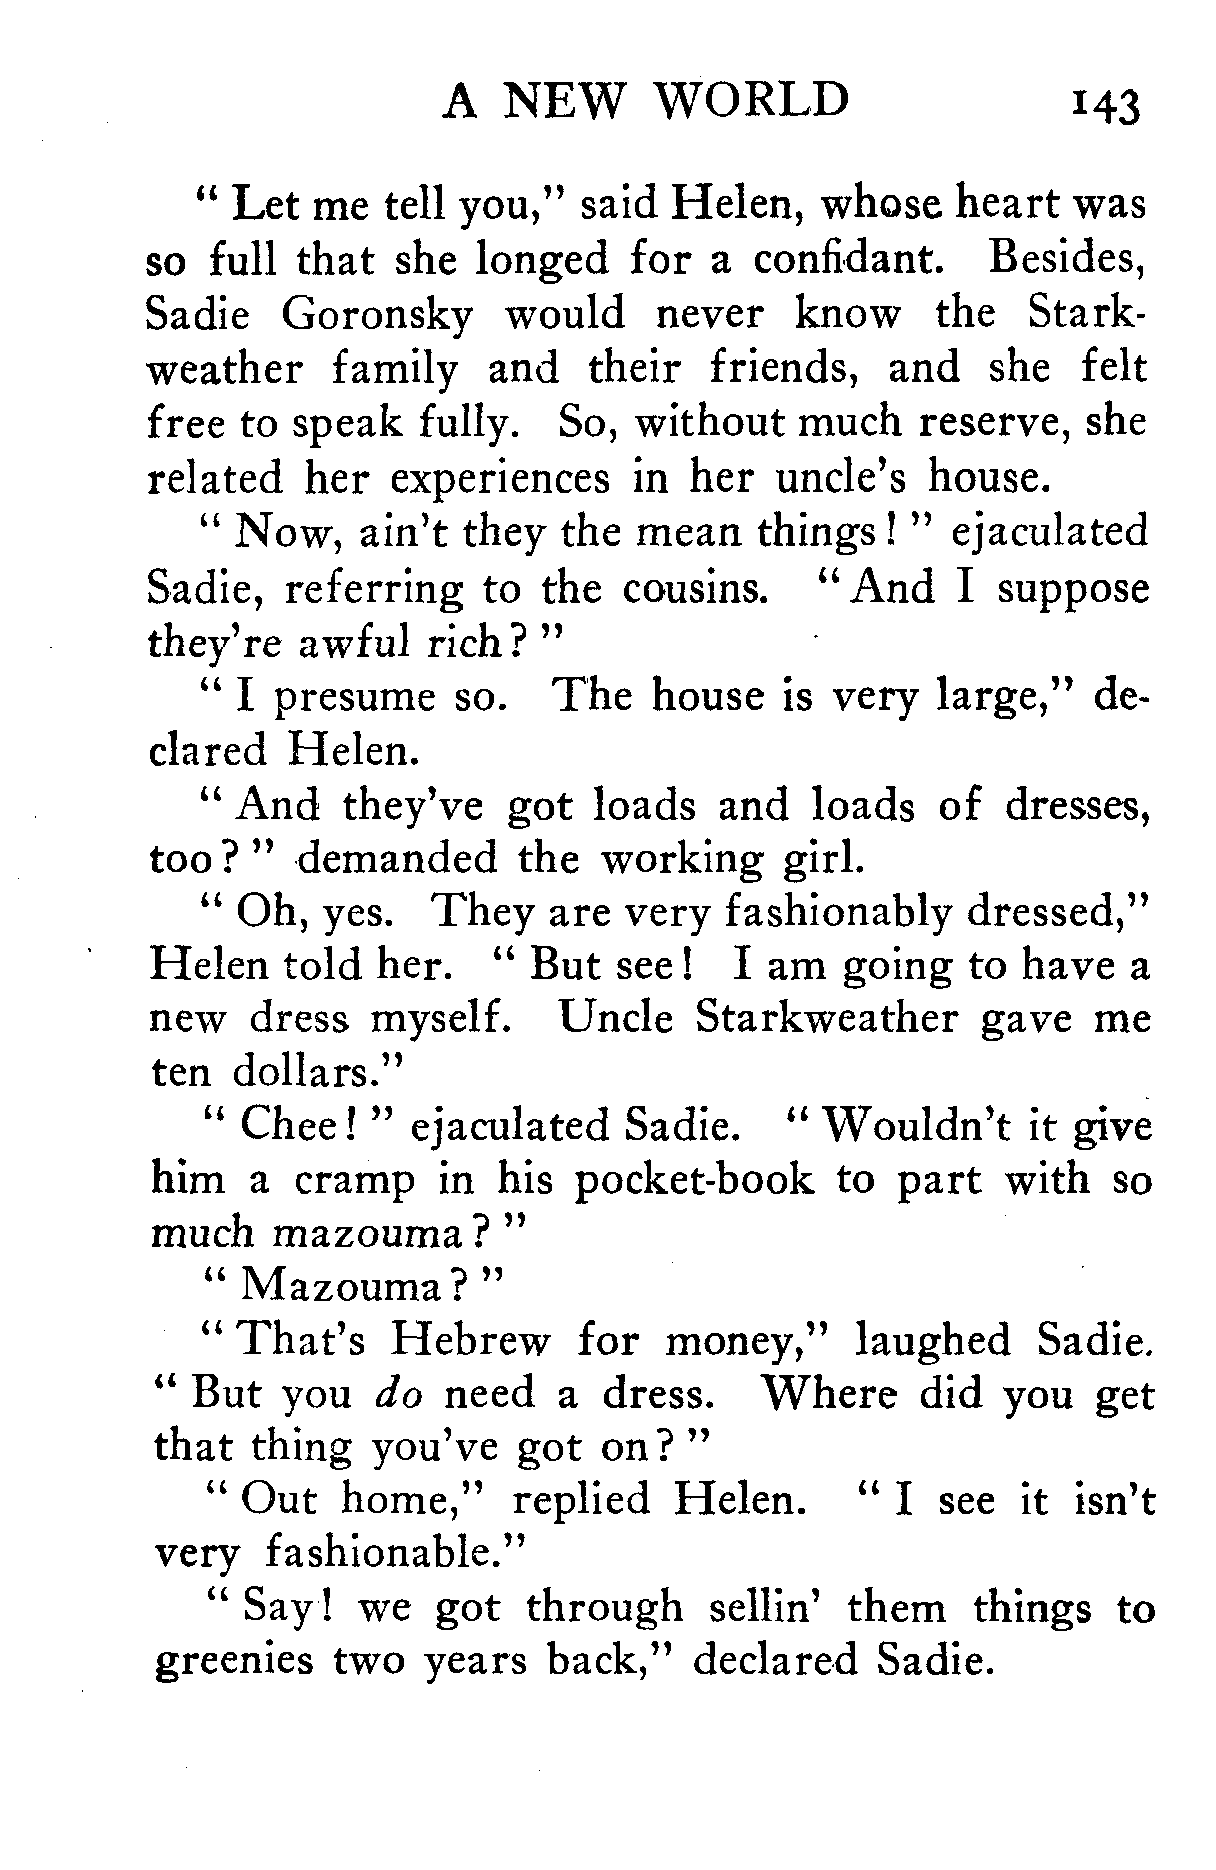 A NEW WORLD 143
“ Let me tell you,” said Helen, whose heart was
so full that she longed for a confidant. Besides,
Sadie Goronsky would never know the Stark-
weather family and their friends, and she felt
free to speak fully. So, without much reserve, she
related her experiences in her uncle’s house.
“ Now, ain’t they the mean things ! ” ejaculated
Sadie, referring to the cousins. “ And I suppose
they’re awful rich ? ”
“ I presume so. The house is very large,” de-
clared Helen.
“ And they’ve got loads and loads of dresses,
too ? ” demanded the working girl.
“ Oh, yes. They are very fashionably dressed,”
Helen told her. “ But see ! I am going to have a
new dress myself. Uncle Starkweather gave me
ten dollars.”
“ Chee ! ” ejaculated Sadie. “ Wouldn’t it give
him a cramp in his pocket-book to part with so
much mazouma ? ”
“ Mazouma ? ”
“ That’s Hebrew for money,” laughed Sadie.
“ But you do need a dress. Where did you get
that thing you’ve got on ? ”
“ Out home,” replied Helen. “ I see it isn’t
very fashionable.”
“ Say ! we got through sellin’ them things to
greenies two years back,” declared Sadie.